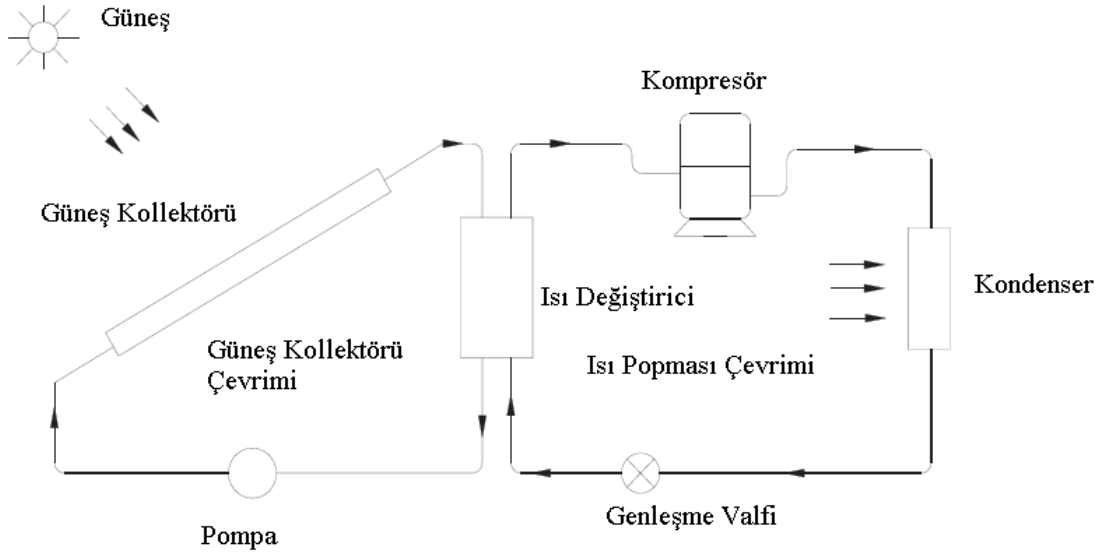 Güneş
Kompresör
Güneş Kollektörü
Isı Değiştirici
Kondenser
Güneş Kollektörü
Çevrimi
Isı Popması Çevrimi
Pompa
Genleşme Valfi